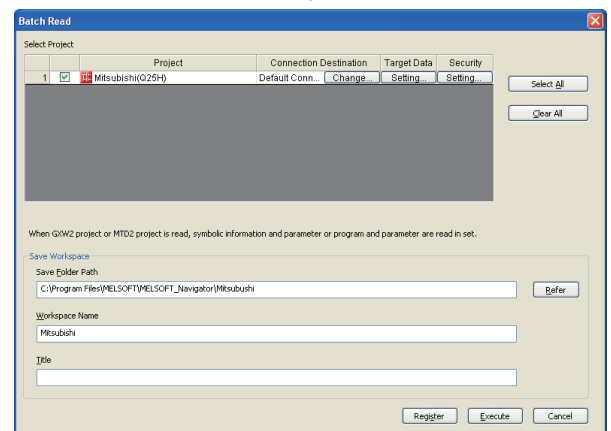 Batch Read
Select Project
Project Connection Destination Target Data Security
1 Mitsubishi(Q25H) Default Conn... Change... Setting... Setting...
Select All
Clear All
When GXW2 project or MTD2 project is read, symbolic information and parameter or program and parameter are read in set.
Save Workspace
Save Folder Path
C:\Program Files\MELSOFT\MELSOFT_Navigator\Mitsubushi
Refer
Workspace Name
Mitsubishi
Title
Register Execute Cancel